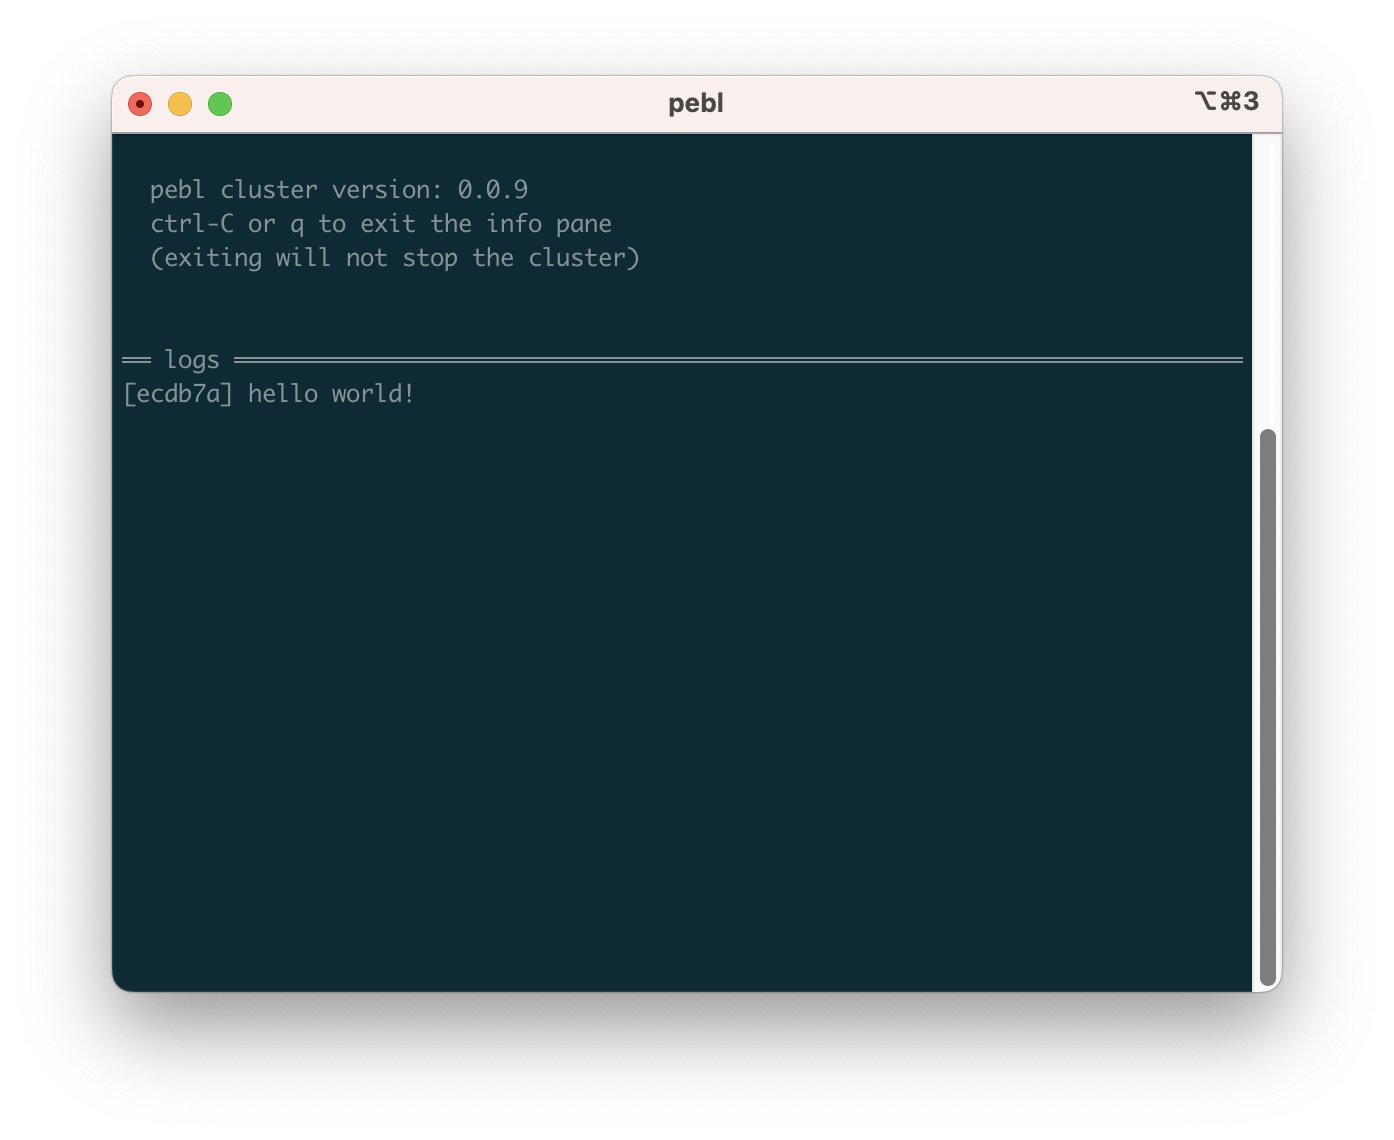 pebl
⌥⌘3
pebl cluster version: 0.0.9
ctrl-C or q to exit the info pane
(exiting will not stop the cluster)
══ logs ════════════════════════════════════════════════════════════════════════
[ecdb7a] hello world!